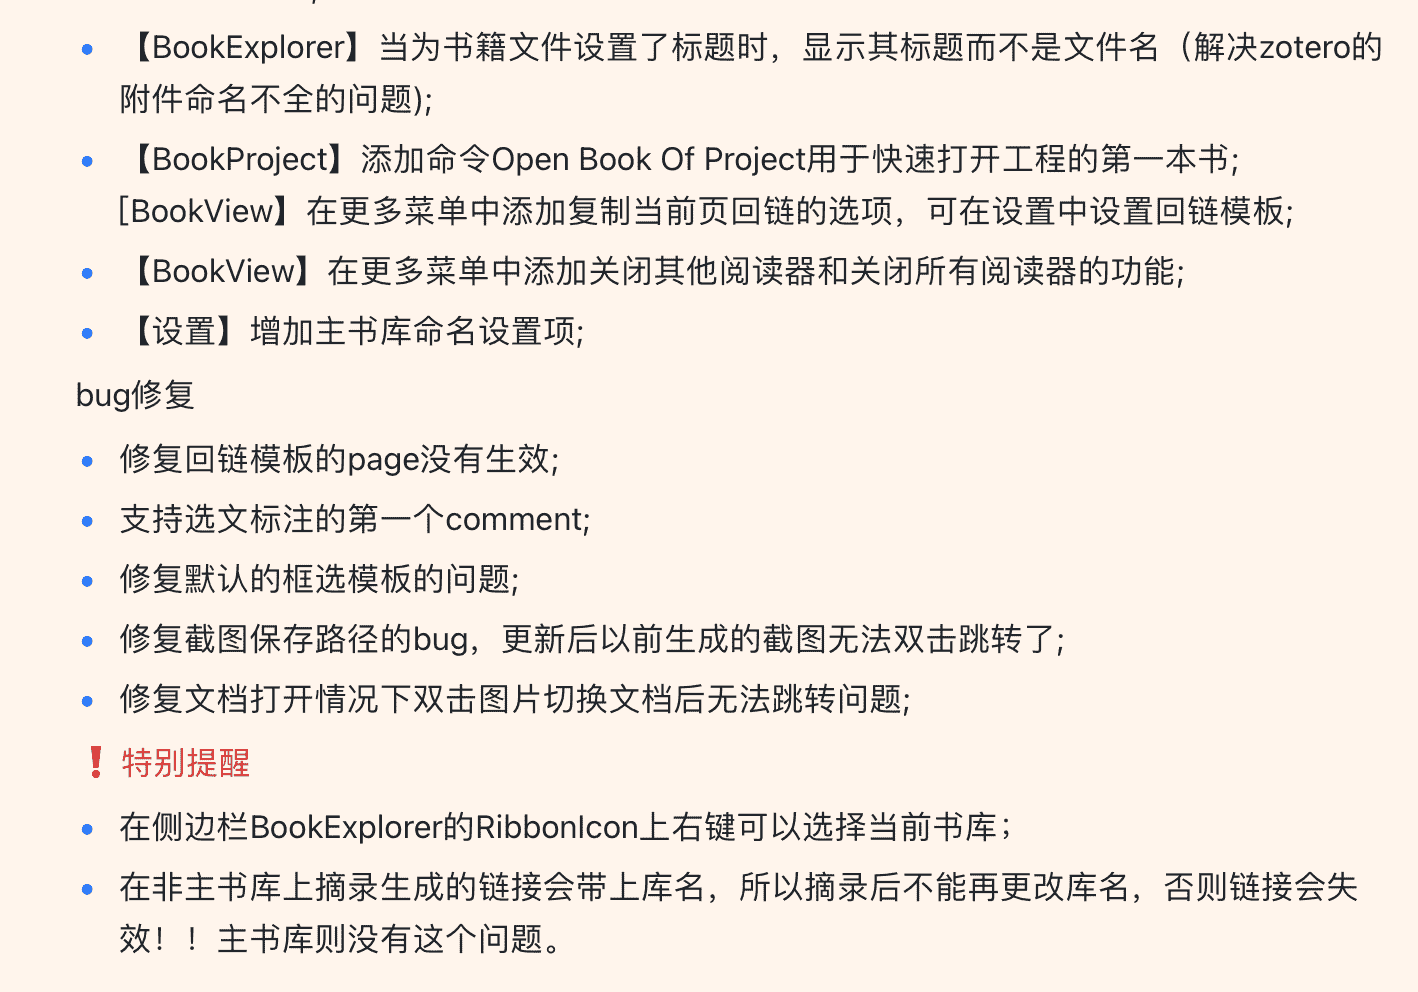 【BookExplorer】当为书籍文件设置了标题时，显示其标题而不是文件名（解决zotero的
附件命名不全的问题);
【BookProject】添加命令Open Book Of Project用于快速打开工程的第一本书;
[BookView】在更多菜单中添加复制当前页回链的选项，可在设置中设置回链模板;
【BookView】在更多菜单中添加关闭其他阅读器和关闭所有阅读器的功能;
【设置】增加主书库命名设置项;
bug修复
修复回链模板的page没有生效;
支持选文标注的第一个comment;
修复默认的框选模板的问题;
修复截图保存路径的bug，更新后以前生成的截图无法双击跳转了;
修复文档打开情况下双击图片切换文档后无法跳转问题;
❗特别提醒
在侧边栏BookExplorer的RibbonIcon上右键可以选择当前书库；
在非主书库上摘录生成的链接会带上库名，所以摘录后不能再更改库名，否则链接会失
效！！主书库则没有这个问题。